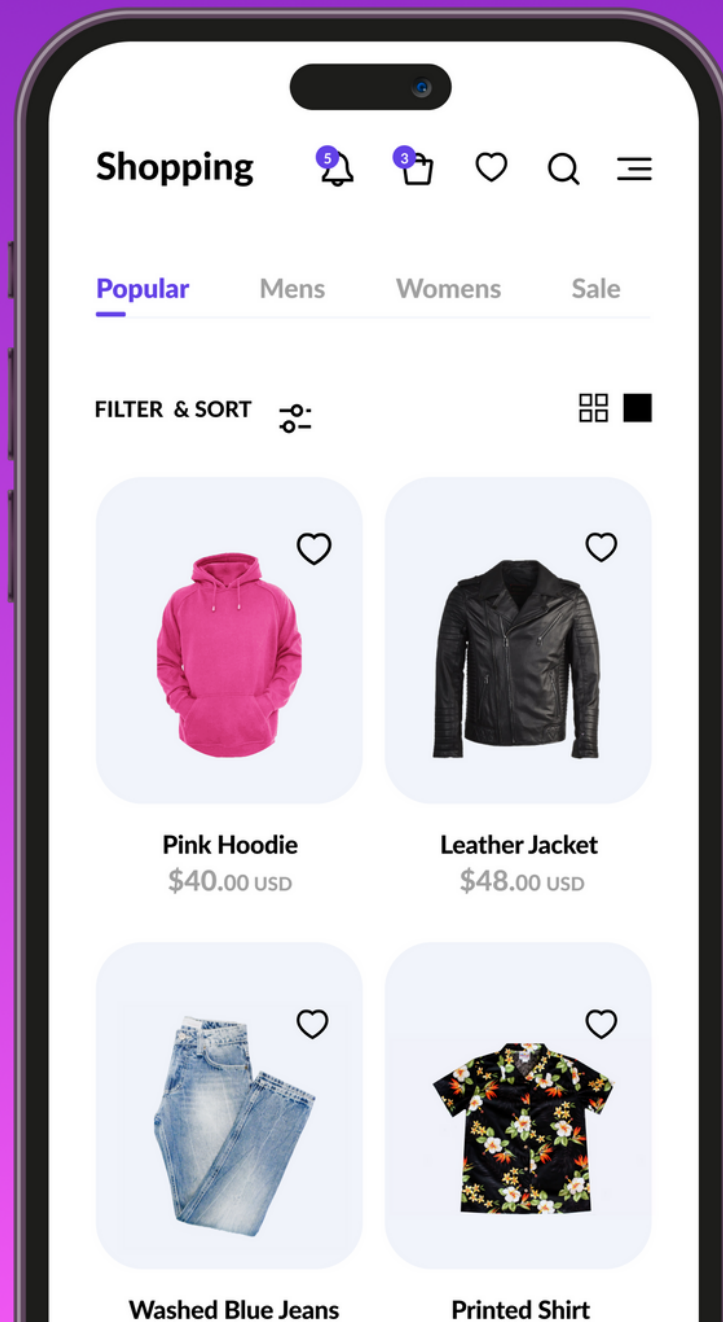 Shopping 5 3
Popular Mens Womens Sale
FILTER & SORT
Pink Hoodie Leather Jacket
$40.00 USD $48.00 USD
Washed Blue Jeans Printed Shirt